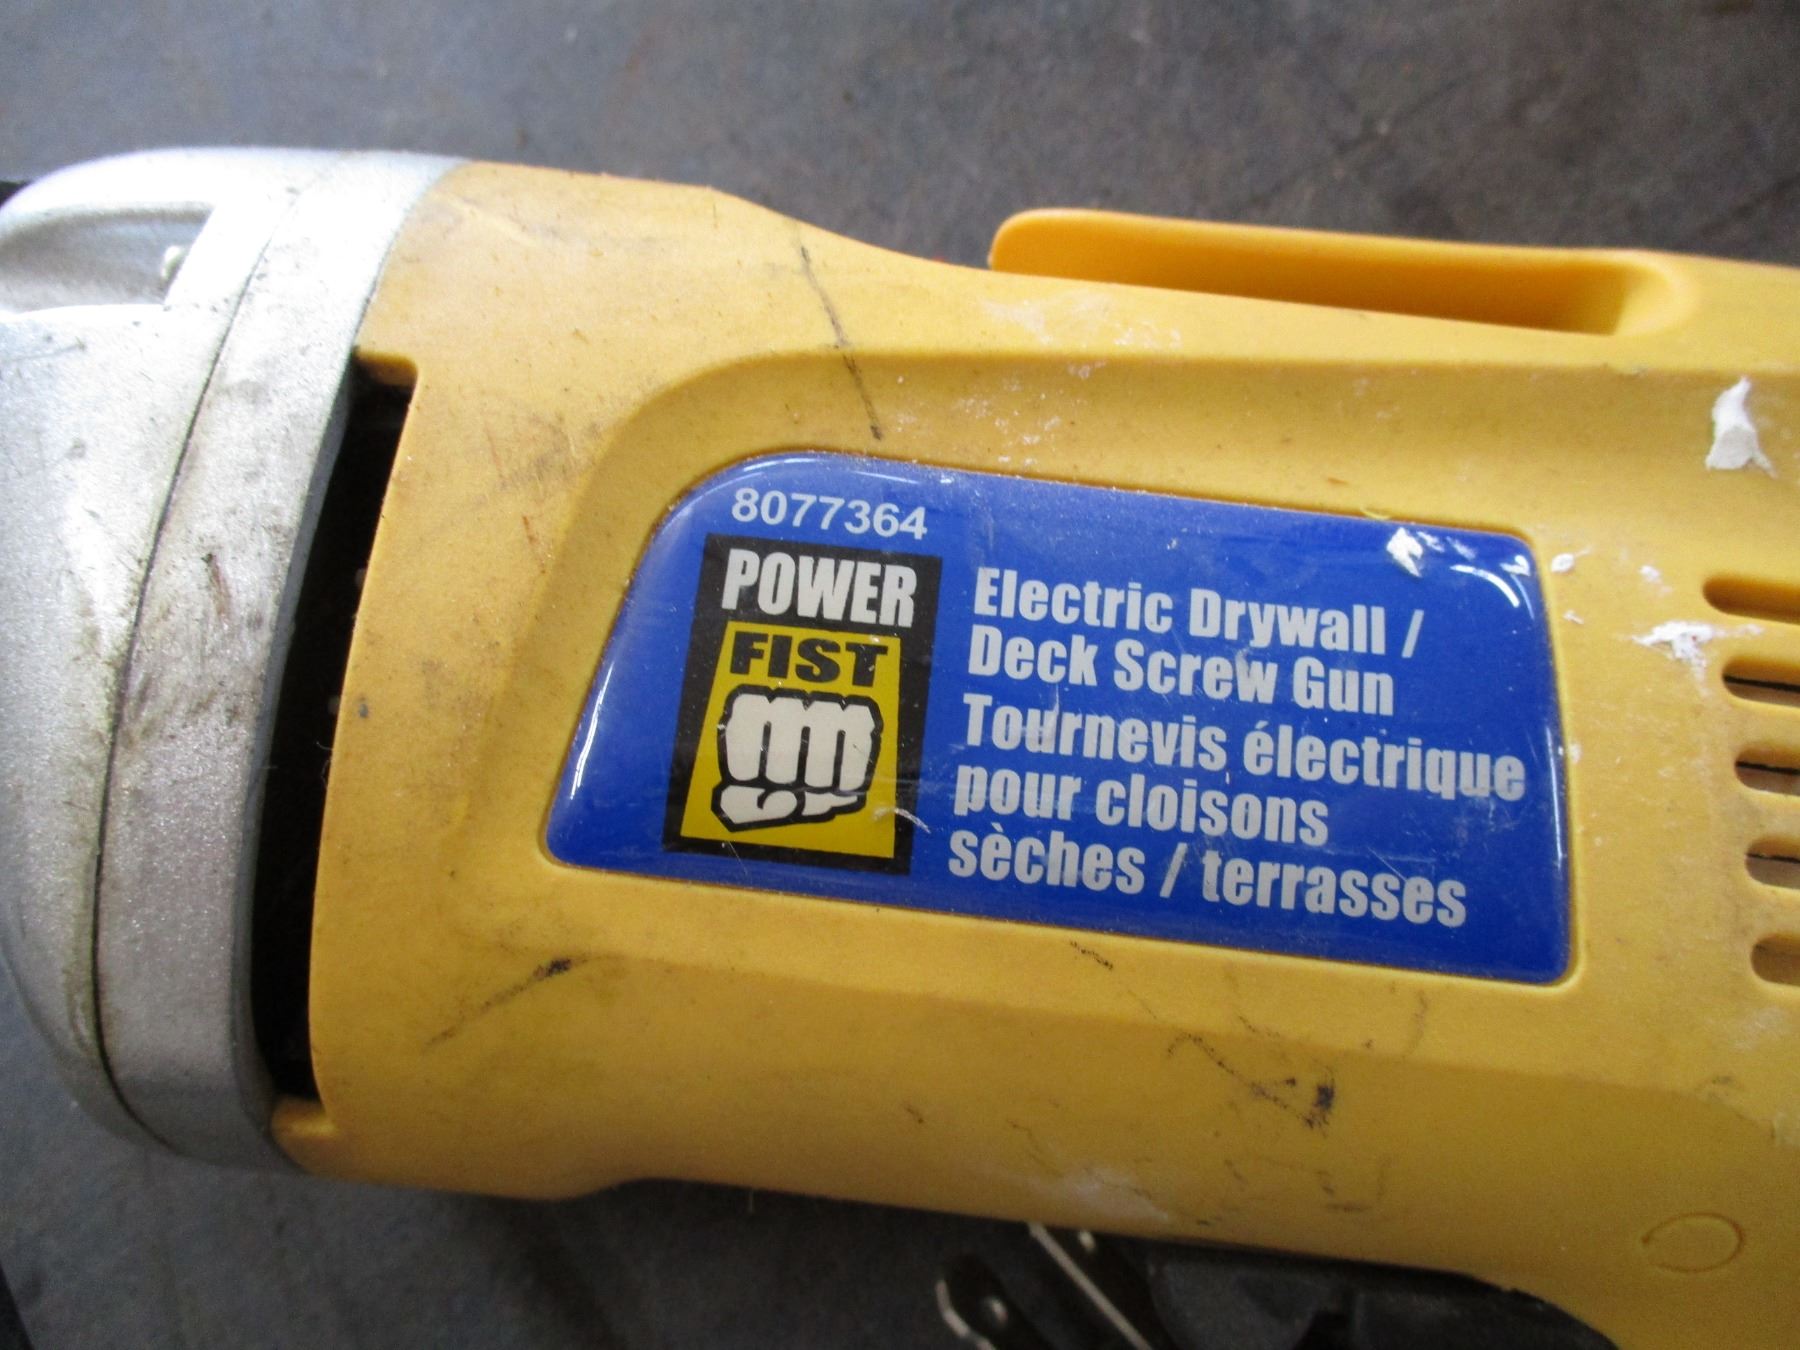 8077364
POWER
FIST
Electric Drywall /
Deck Screw Gun
Tournevis électrique
pour cloisons
sèches / terrasses